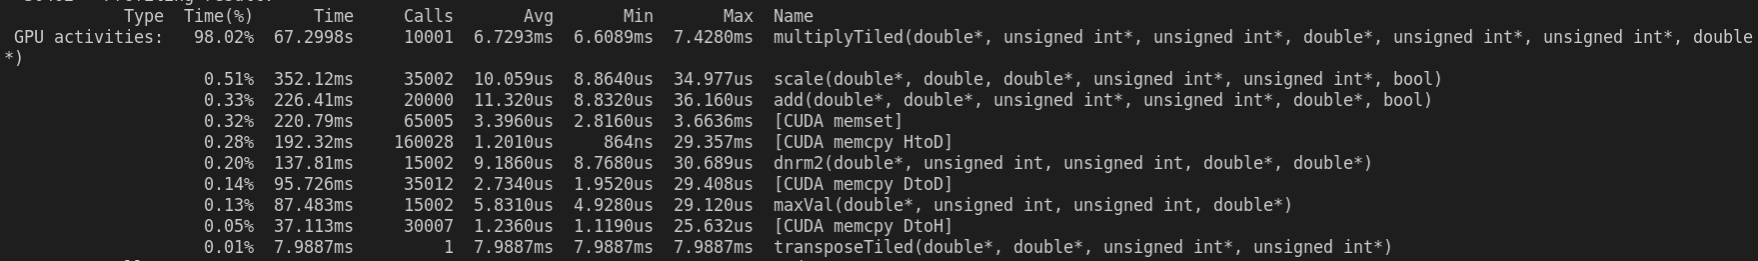 Type Time(%) Time Calls Avg Min Max Name
GPU activities: 98.02% 67.2998s 10001 6.7293ms 6.6089ms 7.4280ms multiplyTiled(double*, unsigned int*, unsigned int*, double*, unsigned int*, unsigned int*, double
*)
0.51% 352.12ms 35002 10.059us 8.8640us 34.977us scale(double*, double, double*, unsigned int*, unsigned int*, bool)
0.33% 226.41ms 20000 11.320us 8.8320us 36.160us add(double*, double*, unsigned int*, unsigned int*, double*, bool)
0.32% 220.79ms 65005 3.3960us 2.8160us 3.6636ms [CUDA memset]
0.28% 192.32ms 160028 1.2010us 864ns 29.357ms [CUDA memcpy HtoD]
0.20% 137.81ms 15002 9.1860us 8.7680us 30.689us dnrm2(double*, unsigned int, unsigned int, double*, double*)
0.14% 95.726ms 35012 2.7340us 1.9520us 29.408us [CUDA memcpy DtoD]
0.13% 87.483ms 15002 5.8310us 4.9280us 29.120us maxVal(double*, unsigned int, unsigned int, double*)
0.05% 37.113ms 30007 1.2360us 1.1190us 25.632us [CUDA memcpy DtoH]
0.01% 7.9887ms 1 7.9887ms 7.9887ms 7.9887ms transposeTiled(double*, double*, unsigned int*, unsigned int*)